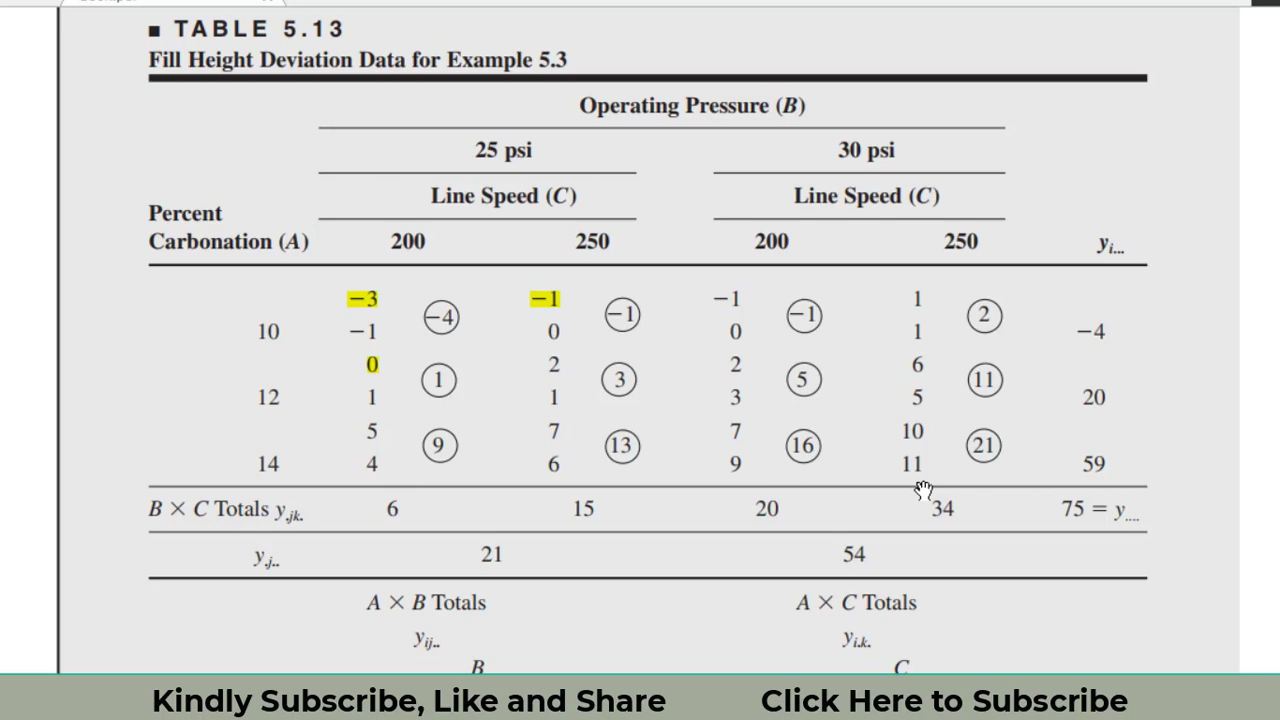 ■ TABLE 5.13
Fill Height Deviation Data for Example 5.3
Operating Pressure (B)
25 psi 30 psi
Line Speed (C) Line Speed (C)
Percent
Carbonation (A) 200 250 200 250 yi...
−3 −1 −1 1
−4 −1 −1 2
10 −1 0 0 1 −4
0 2 2 6
1 3 5 11
12 1 1 3 5 20
5 7 7 10
9 13 16 21
14 4 6 9 11 59
B × C Totals y.jk. 6 15 20 34 75 = y....
y.j.. 21 54
A × B Totals A × C Totals
yij.. yi.k.
B C
Kindly Subscribe, Like and Share Click Here to Subscribe